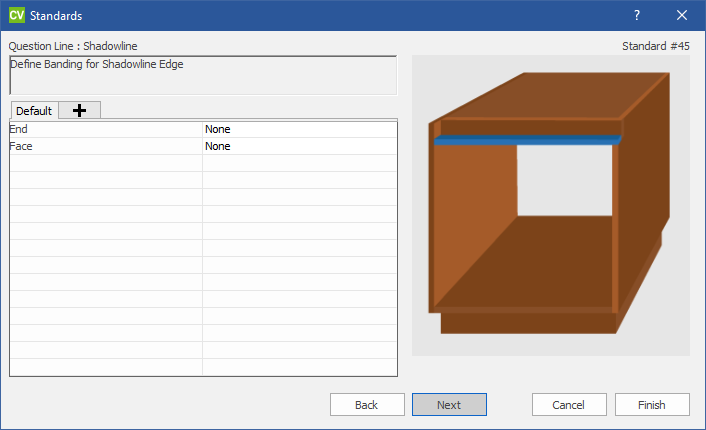 CV Standards ?
Question Line : Shadowline Standard #45
Define Banding for Shadowline Edge
Default
End None
Face None
Back Next Cancel Finish